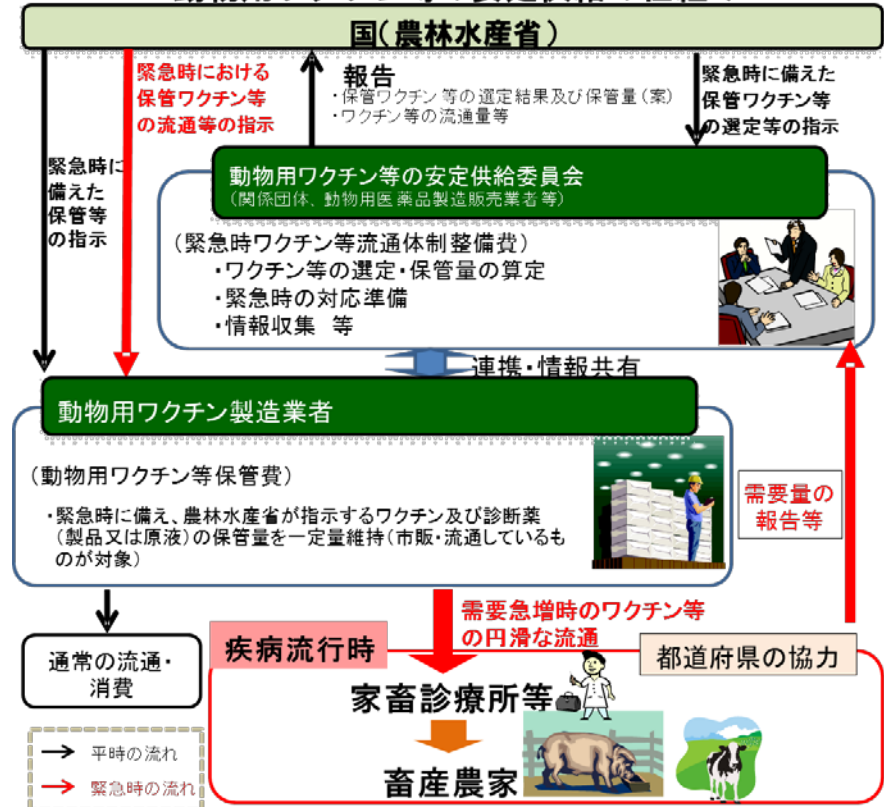 国(農林水産省)
緊急時における
保管ワクチン等
の流通等の指示
報告
・保管ワクチン等の選定結果及び保管量(案)
・ワクチン等の流通量等
緊急時に備えた
保管ワクチン等
の選定等の指示
緊急時に
備えた
保管等
の指示
動物用ワクチン等の安定供給委員会
(関係団体、動物用医薬品製造販売業者等)
(緊急時ワクチン等流通体制整備費)
・ワクチン等の選定・保管量の算定
・緊急時の対応準備
・情報収集 等
連携・情報共有
動物用ワクチン製造業者
(動物用ワクチン等保管費)
・緊急時に備え、農林水産省が指示するワクチン及び診断薬
(製品又は原液)の保管量を一定量維持(市販・流通しているも
のが対象)
需要量の
報告等
需要急増時のワクチン等
の円滑な流通
通常の流通・
消費
疾病流行時
都道府県の協力
家畜診療所等
畜産農家
平時の流れ
緊急時の流れ